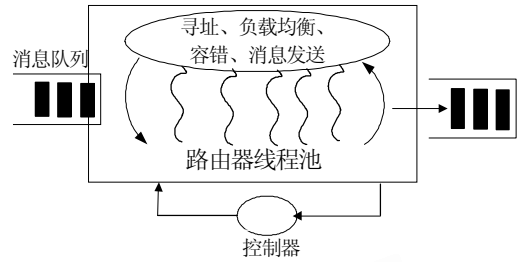 寻址、负载均衡、
容错、消息发送
消息队列
路由器线程池
控制器